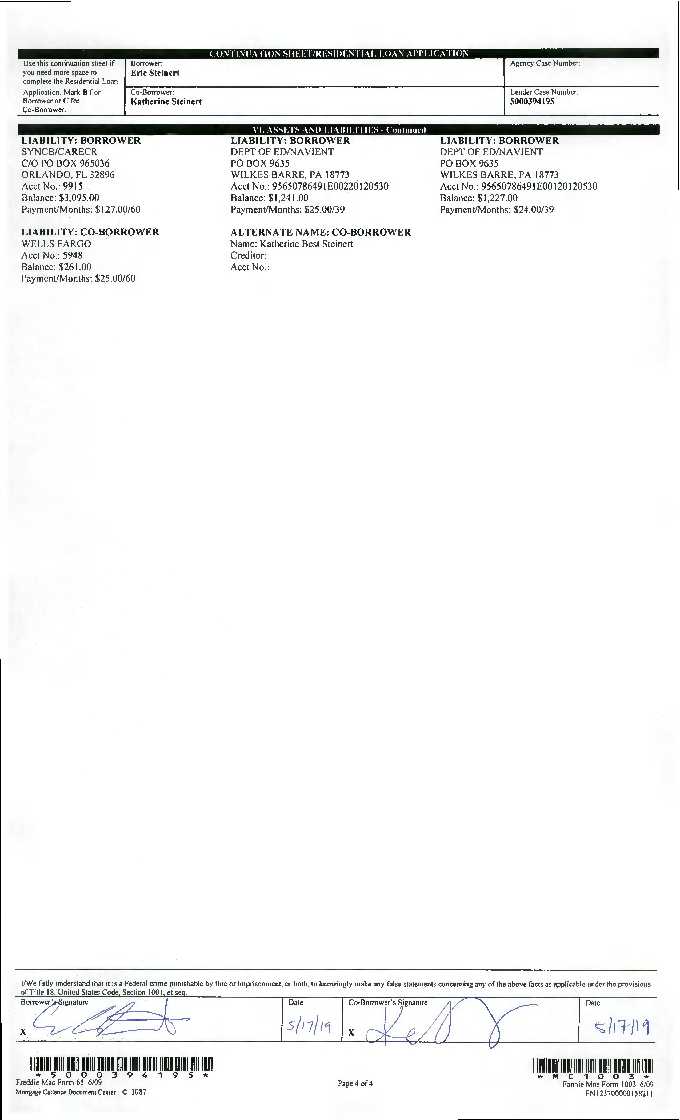 CONTINUATION SHEET/RESIDENTIAL LOAN APPLICATION
Use this continuation sheet if
you need more space to
complete the Residential Loan
Application. Mark B for
Borrower or C for
Co-Borrower.
Borrower:
Eric Steinert
Agency Case Number:
Co-Borrower:
Katherine Steinert
Lender Case Number:
5000394195
VI. ASSETS AND LIABILITIES - Continued
LIABILITY: BORROWER
SYNCB/CARECR
C/O PO BOX 965036
ORLANDO, FL 32896
Acct No.: 9915
Balance: $3,095.00
Payment/Months: $127.00/60
LIABILITY: BORROWER
DEPT OF ED/NAVIENT
PO BOX 9635
WILKES BARRE, PA 18773
Acct No.: 95650786491E00220120530
Balance: $1,241.00
Payment/Months: $25.00/39
LIABILITY: BORROWER
DEPT OF ED/NAVIENT
PO BOX 9635
WILKES BARRE, PA 18773
Acct No.: 95650786491E00120120530
Balance: $1,227.00
Payment/Months: $24.00/39
LIABILITY: CO-BORROWER
WELLS FARGO
Acct No.: 5948
Balance: $261.00
Payment/Months: $25.00/60
ALTERNATE NAME: CO-BORROWER
Name: Katherine Best Steinert
Creditor:
Acct No.:
I/We fully understand that it is a Federal crime punishable by fine or imprisonment, or both, to knowingly make any false statements concerning any of the above facts as applicable under the provisions
of Title 18, United States Code, Section 1001, et seq.
Borrower's Signature
X
Date
5/17/19
Co-Borrower's Signature
X
Date
5/17/19
* 5 0 0 0 3 9 4 1 9 5 *
Freddie Mac Form 65 6/09
Mortgage Cadence Document Center © 1087
Page 4 of 4
* M C 1 0 0 3 *
Fannie Mae Form 1003 6/09